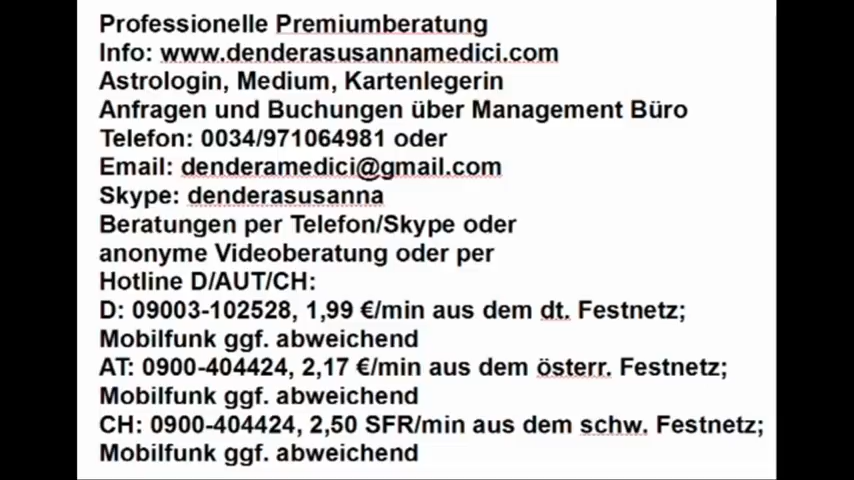 Professionelle Premiumberatung
Info: www.denderasusannamedici.com
Astrologin, Medium, Kartenlegerin
Anfragen und Buchungen über Management Büro
Telefon: 0034/971064981 oder
Email: denderamedici@gmail.com
Skype: denderasusanna
Beratungen per Telefon/Skype oder
anonyme Videoberatung oder per
Hotline D/AUT/CH:
D: 09003-102528, 1,99 €/min aus dem dt. Festnetz;
Mobilfunk ggf. abweichend
AT: 0900-404424, 2,17 €/min aus dem österr. Festnetz;
Mobilfunk ggf. abweichend
CH: 0900-404424, 2,50 SFR/min aus dem schw. Festnetz;
Mobilfunk ggf. abweichend